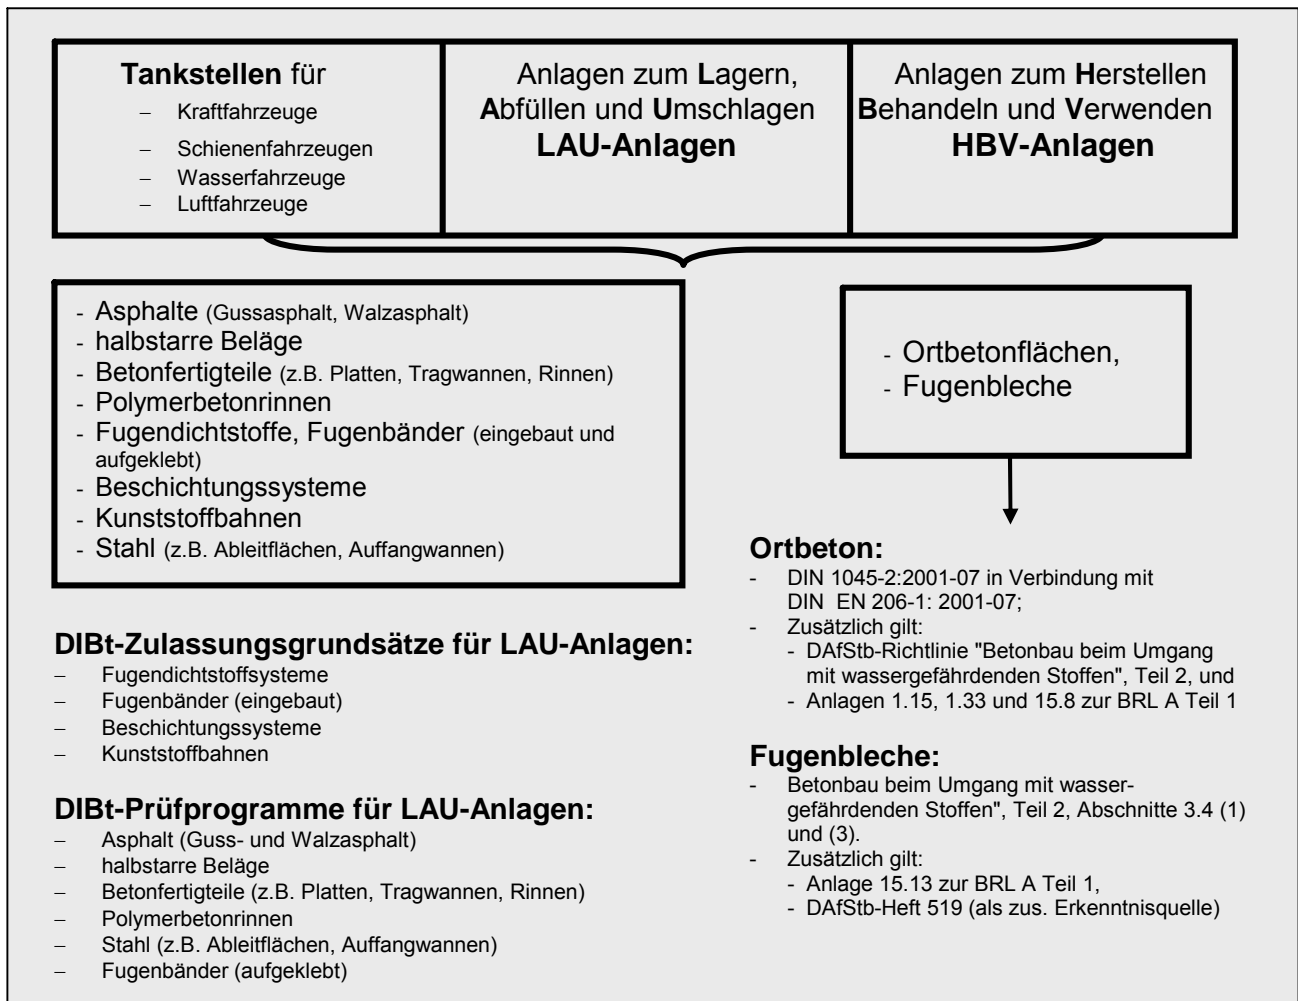 Tankstellen für
– Kraftfahrzeuge
– Schienenfahrzeugen
– Wasserfahrzeuge
– Luftfahrzeuge
Anlagen zum Lagern,
Abfüllen und Umschlagen
LAU-Anlagen
Anlagen zum Herstellen
Behandeln und Verwenden
HBV-Anlagen
- Asphalte (Gussasphalt, Walzasphalt)
- halbstarre Beläge
- Betonfertigteile (z.B. Platten, Tragwannen, Rinnen)
- Polymerbetonrinnen
- Fugendichtstoffe, Fugenbänder (eingebaut und
aufgeklebt)
- Beschichtungssysteme
- Kunststoffbahnen
- Stahl (z.B. Ableitflächen, Auffangwannen)
- Ortbetonflächen,
- Fugenbleche
DIBt-Zulassungsgrundsätze für LAU-Anlagen:
– Fugendichtstoffsysteme
– Fugenbänder (eingebaut)
– Beschichtungssysteme
– Kunststoffbahnen
DIBt-Prüfprogramme für LAU-Anlagen:
– Asphalt (Guss- und Walzasphalt)
– halbstarre Beläge
– Betonfertigteile (z.B. Platten, Tragwannen, Rinnen)
– Polymerbetonrinnen
– Stahl (z.B. Ableitflächen, Auffangwannen)
– Fugenbänder (aufgeklebt)
Ortbeton:
- DIN 1045-2:2001-07 in Verbindung mit
DIN EN 206-1: 2001-07;
- Zusätzlich gilt:
- DAfStb-Richtlinie "Betonbau beim Umgang
mit wassergefährdenden Stoffen", Teil 2, und
- Anlagen 1.15, 1.33 und 15.8 zur BRL A Teil 1
Fugenbleche:
- Betonbau beim Umgang mit wasser-
gefährdenden Stoffen", Teil 2, Abschnitte 3.4 (1)
und (3).
- Zusätzlich gilt:
- Anlage 15.13 zur BRL A Teil 1,
- DAfStb-Heft 519 (als zus. Erkenntnisquelle)